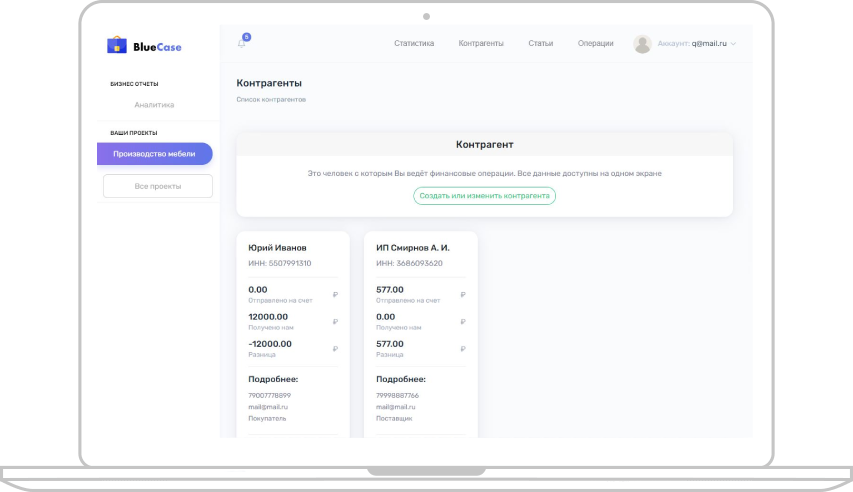 BlueCase
6
Статистика
Контрагенты
Статьи
Операции
Аккаунт: q@mail.ru
БИЗНЕС ОТЧЕТЫ
Аналитика
ВАШИ ПРОЕКТЫ
Производство мебели
Все проекты
Контрагенты
Список контрагентов
Контрагент
Это человек с которым Вы ведёт финансовые операции. Все данные доступны на одном экране
Создать или изменить контрагента
Юрий Иванов
ИНН: 5507991310
0.00
Отправлено на счет
₽
12000.00
Получено нам
₽
-12000.00
Разница
₽
Подробнее:
79007778899
mail@mail.ru
Покупатель
ИП Смирнов А. И.
ИНН: 3686093620
577.00
Отправлено на счет
₽
0.00
Получено нам
₽
577.00
Разница
₽
Подробнее:
79998887766
mail@mail.ru
Поставщик